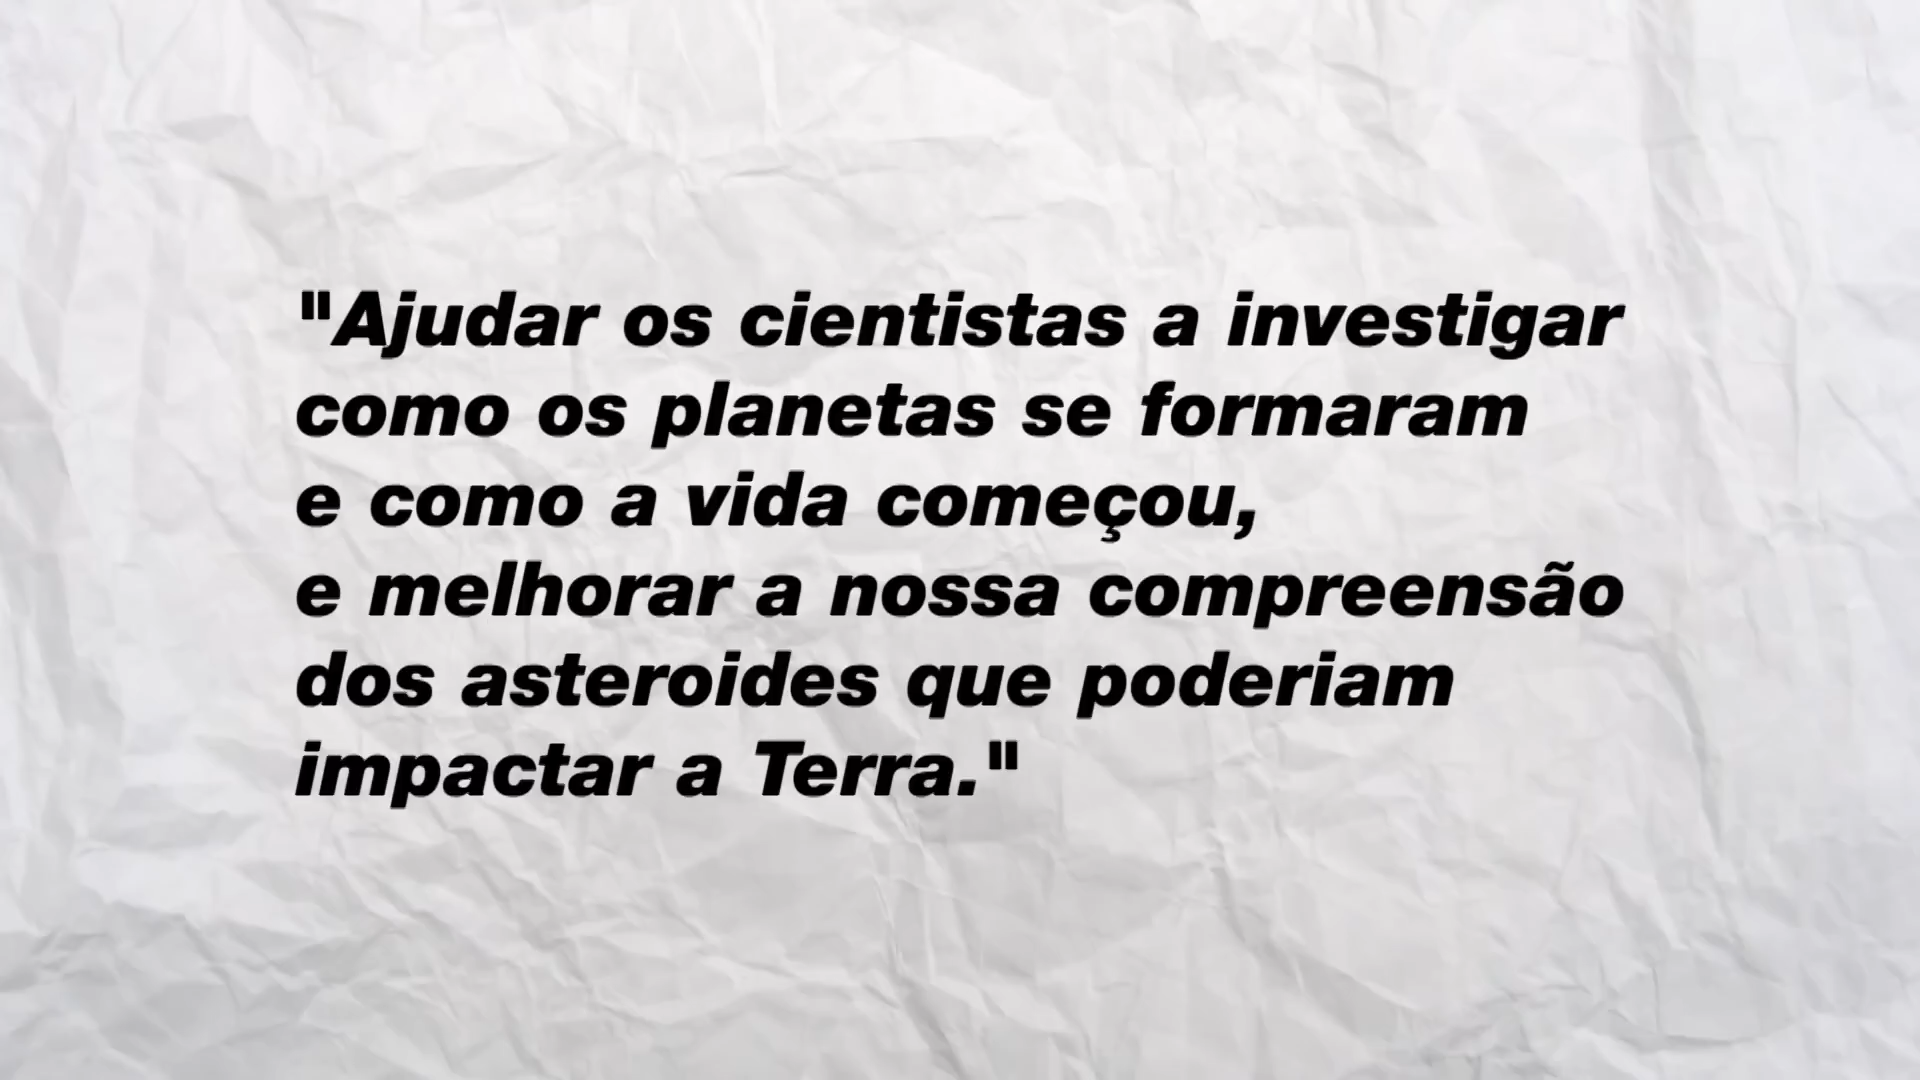 "Ajudar os cientistas a investigar
como os planetas se formaram
e como a vida começou,
e melhorar a nossa compreensão
dos asteroides que poderiam
impactar a Terra."